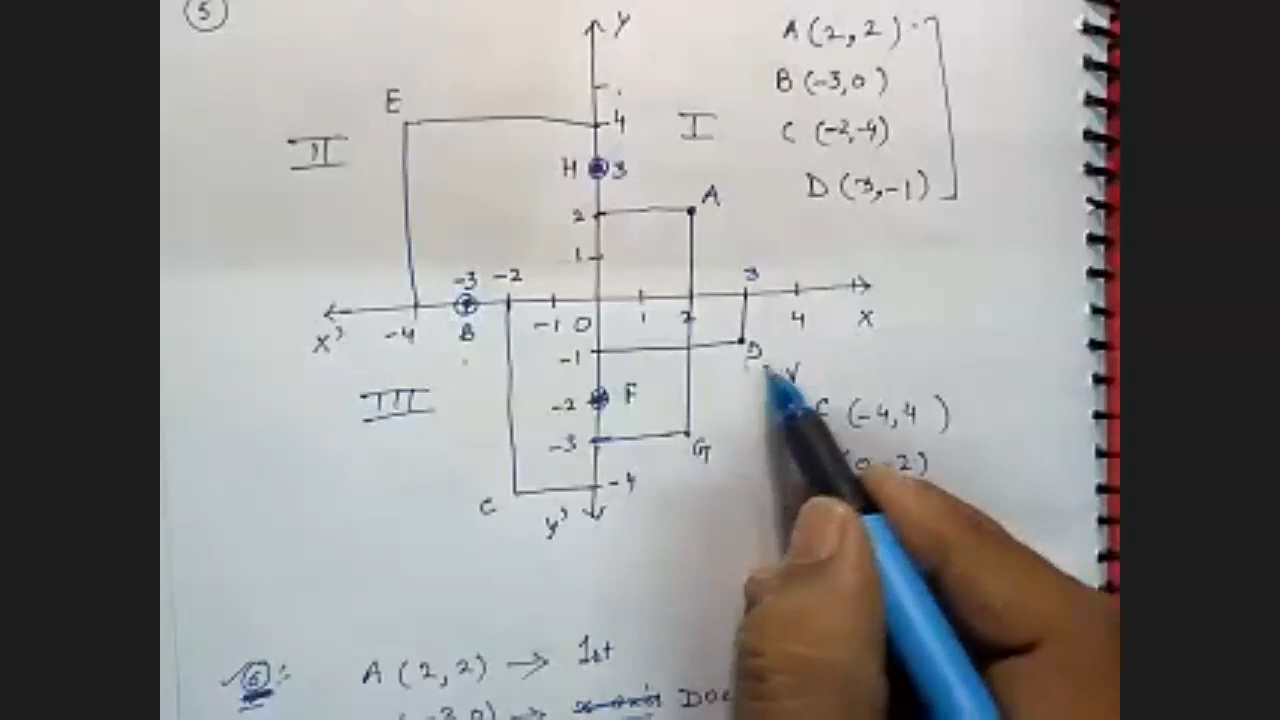 5
y
A (2, 2)
E
B (-3, 0)
4
I
II
C (-2, -4)
H 3
D (3, -1)
A
2
1
-3 -2
3
-4
B
-1 0 1 2
4
X
X'
-1
D
III
-2 F
(-4, 4)
-3
G
-2)
-4
C
y'
6 :
A (2, 2) → 1st